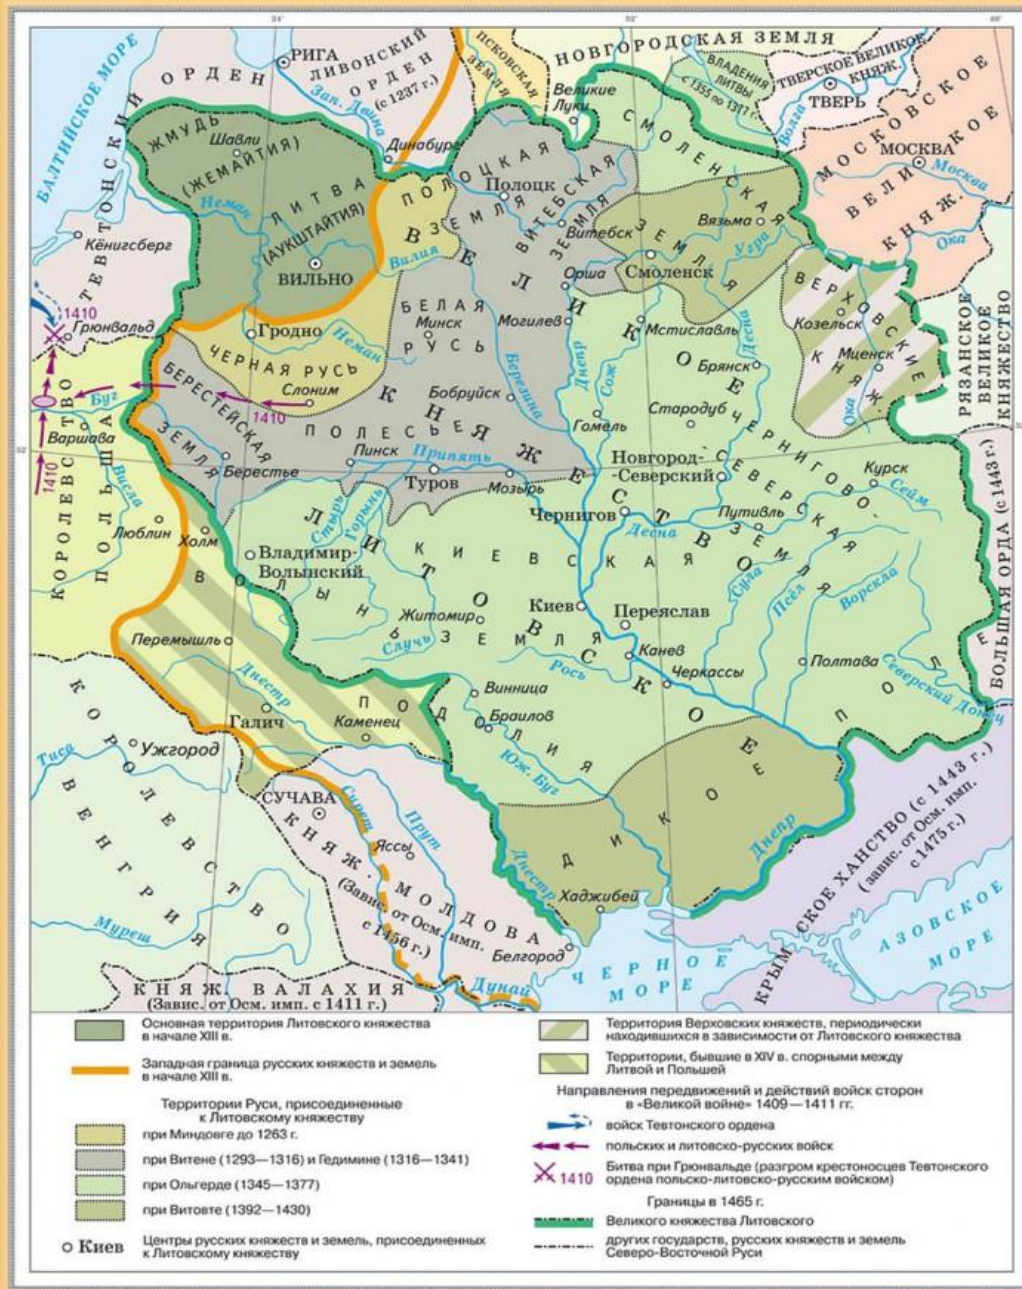 24°
32°
40°
БАЛТИЙСКОЕ МОРЕ
ТЕВТОНСКИЙ ОРДЕН
РИГА
ЛИВОНСКИЙ
ОРДЕН
(с 1237 г.)
Зап. Двина
ПСКОВСКАЯ
ЗЕМЛЯ
НОВГОРОДСКАЯ ЗЕМЛЯ
Великие
Луки
ВЛАДЕНИЯ
ЛИТВЫ
ТВЕРСКОЕ ВЕЛИКОЕ
КНЯЖ.
ТВЕРЬ
Волга
МОСКОВСКОЕ
ВЕЛИКОЕ
КНЯЖ.
МОСКВА
Москва
Ока
ЖМУДЬ
Шавли
(ЖЕМАЙТИЯ)
Неман
ЛИТВА
(АУКШТАЙТИЯ)
ВИЛЬНО
Динабург
ПОЛОЦКАЯ
ЗЕМЛЯ
Полоцк
ВИТЕБСКАЯ
ЗЕМЛЯ
Витебск
Вилия
СМОЛЕНСКАЯ
ЗЕМЛЯ
Вязьма
Угра
Смоленск
Орша
Кёнигсберг
1410
Грюнвальд
Гродно
Неман
ЧЕРНАЯ РУСЬ
Слоним
1410
БЕЛАЯ
Минск
РУСЬ
Могилев
Мстиславль
Днепр
Сож
Десна
Брянск
ВЕРХОВСКИЕ
КНЯЖ.
Козельск
Мценск
Ока
РЯЗАНСКОЕ
ВЕЛИКОЕ
КНЯЖЕСТВО
Буг
Варшава
Висла
1410
52°
КОРОЛЕВСТВО
ПОЛЬША
БЕРЕСТЕЙСКАЯ
ЗЕМЛЯ
Берестье
Бобруйск
Березина
ПОЛЕСЬЕ
Пинск
Припять
Туров
Мозырь
Гомель
Стародуб
Новгород-
-Северский
ЧЕРНИГОВО-
-СЕВЕРСКАЯ
ЗЕМЛЯ
Курск
Сейм
Путивль
Чернигов
Десна
БОЛЬШАЯ ОРДА (с 1443 г.)
Люблин
Холм
Владимир-
Волынский
Стырь
Горынь
ВЕЛИКОЕ
КНЯЖЕСТВО
ЛИТОВСКОЕ
КИЕВСКАЯ
ЗЕМЛЯ
ВОЛЫНЬ
Житомир
Случь
Киев
Переяслав
Сула
Псёл
Ворскла
Рось
Канев
Черкассы
Полтава
Северский Донец
ПОЛЕ
Перемышль
Днестр
Галич
Каменец
ПОДОЛИЯ
Винница
Браилов
Юж. Буг
ДИКОЕ
Днепр
КОРОЛЕВСТВО
ВЕНГРИЯ
Тиса
Ужгород
Муреш
СУЧАВА
Сирет
Прут
Яссы
КНЯЖ. МОЛДОВА
(Завис. от Осм. имп.
с 1456 г.)
Днестр
Хаджибей
Белгород
Дунай
ЧЕРНОЕ
МОРЕ
КРЫМСКОЕ ХАНСТВО (с 1443 г.)
(завис. от Осм. имп.
с 1475 г.)
АЗОВСКОЕ
МОРЕ
КНЯЖ. ВАЛАХИЯ
(Завис. от Осм. имп. с 1411 г.)
Основная территория Литовского княжества
в начале XIII в.
Западная граница русских княжеств и земель
в начале XIII в.
Территории Руси, присоединенные
к Литовскому княжеству
при Миндовге до 1263 г.
при Витене (1293—1316) и Гедимине (1316—1341)
при Ольгерде (1345—1377)
при Витовте (1392—1430)
Киев
Центры русских княжеств и земель, присоединенных
к Литовскому княжеству
Территория Верховских княжеств, периодически
находившихся в зависимости от Литовского княжества
Территории, бывшие в XIV в. спорными между
Литвой и Польшей
Направления передвижений и действий войск сторон
в «Великой войне» 1409—1411 гг.
войск Тевтонского ордена
польских и литовско-русских войск
1410
Битва при Грюнвальде (разгром крестоносцев Тевтонского
ордена польско-литовско-русским войском)
Границы в 1465 г.
Великого княжества Литовского
других государств, русских княжеств и земель
Северо-Восточной Руси